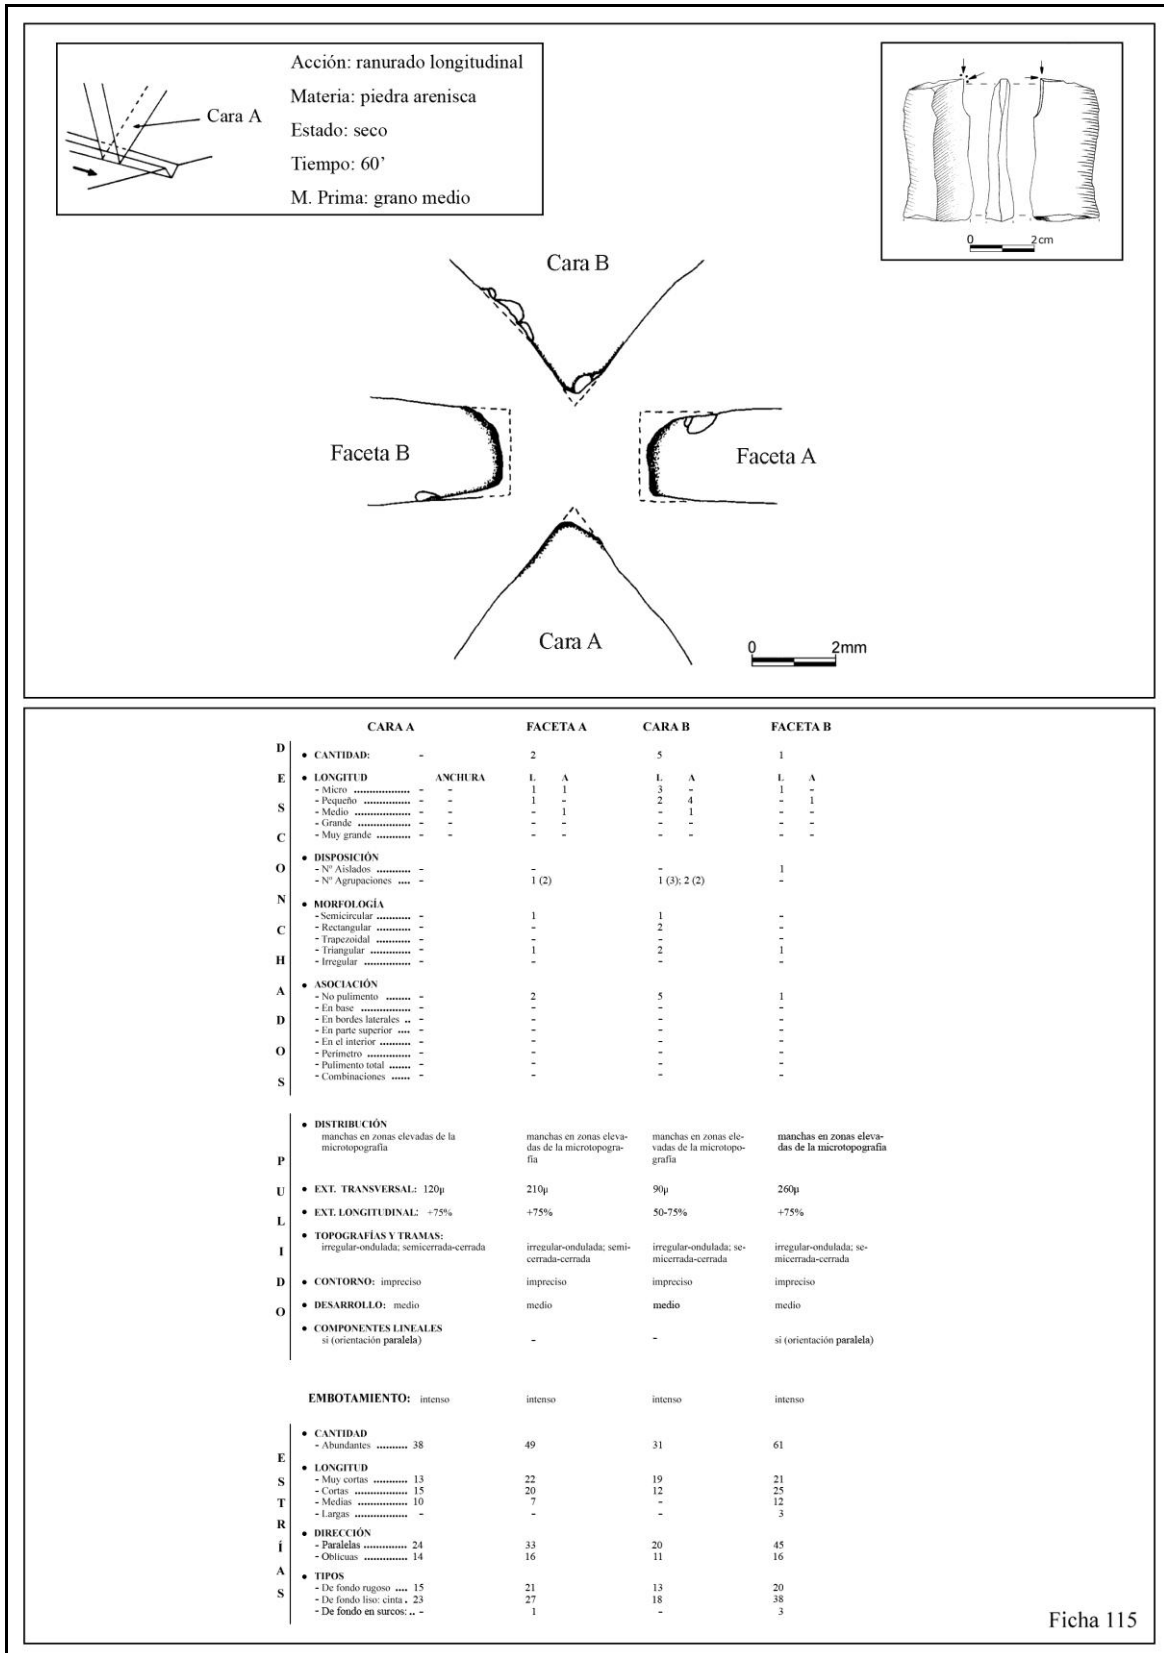 Acción: ranurado longitudinal
Materia: piedra arenisca
Estado: seco
Tiempo: 60’
M. Prima: grano medio
Cara A
0 2cm
Cara B
Faceta B
Faceta A
Cara A
0 2mm
CARA A FACETA A CARA B FACETA B
DESCONCHADOS
• CANTIDAD: - 2 5 1
• LONGITUD ANCHURA L A L A L A
- Micro .................. - - 1 1 3 - 1 -
- Pequeño ............... - - 1 - 2 4 - 1
- Medio .................. - - - 1 - 1 - -
- Grande ................. - - - - - - - -
- Muy grande ........... - - - - - - - -
• DISPOSICIÓN
- Nº Aislados ........... - - - 1
- Nº Agrupaciones .... - 1 (2) 1 (3); 2 (2) -
• MORFOLOGÍA
- Semicircular ........... - 1 1 -
- Rectangular ........... - - 2 -
- Trapezoidal ........... - - - -
- Triangular ............... - 1 2 1
- Irregular ............... - - - -
• ASOCIACIÓN
- No pulimento ........ - 2 5 1
- En base ................ - - - -
- En bordes laterales .. - - - -
- En parte superior .... - - - -
- En el interior .......... - - - -
- Perímetro .............. - - - -
- Pulimento total ....... - - - -
- Combinaciones ...... - - - -
PULIDO
• DISTRIBUCIÓN
manchas en zonas elevadas de la manchas en zonas eleva- manchas en zonas ele- manchas en zonas eleva-
microtopografía das de la microtopogra- vadas de la microtopo- das de la microtopografía
fía grafía
• EXT. TRANSVERSAL: 120µ 210µ 90µ 260µ
• EXT. LONGITUDINAL: +75% +75% 50-75% +75%
• TOPOGRAFÍAS Y TRAMAS:
irregular-ondulada; semicerrada-cerrada irregular-ondulada; semi- irregular-ondulada; se- irregular-ondulada; se-
cerrada-cerrada micerrada-cerrada micerrada-cerrada
• CONTORNO: impreciso impreciso impreciso impreciso
• DESARROLLO: medio medio medio medio
• COMPONENTES LINEALES
si (orientación paralela) - - si (orientación paralela)
EMBOTAMIENTO: intenso intenso intenso intenso
ESTRÍAS
• CANTIDAD
- Abundantes .......... 38 49 31 61
• LONGITUD
- Muy cortas ........... 13 22 19 21
- Cortas ................. 15 20 12 25
- Medias ................ 10 7 - 12
- Largas ................. - - - 3
• DIRECCIÓN
- Paralelas .............. 24 33 20 45
- Oblicuas .............. 14 16 11 16
• TIPOS
- De fondo rugoso .... 15 21 13 20
- De fondo liso: cinta . 23 27 18 38
- De fondo en surcos: .. - 1 - 3
Ficha 115